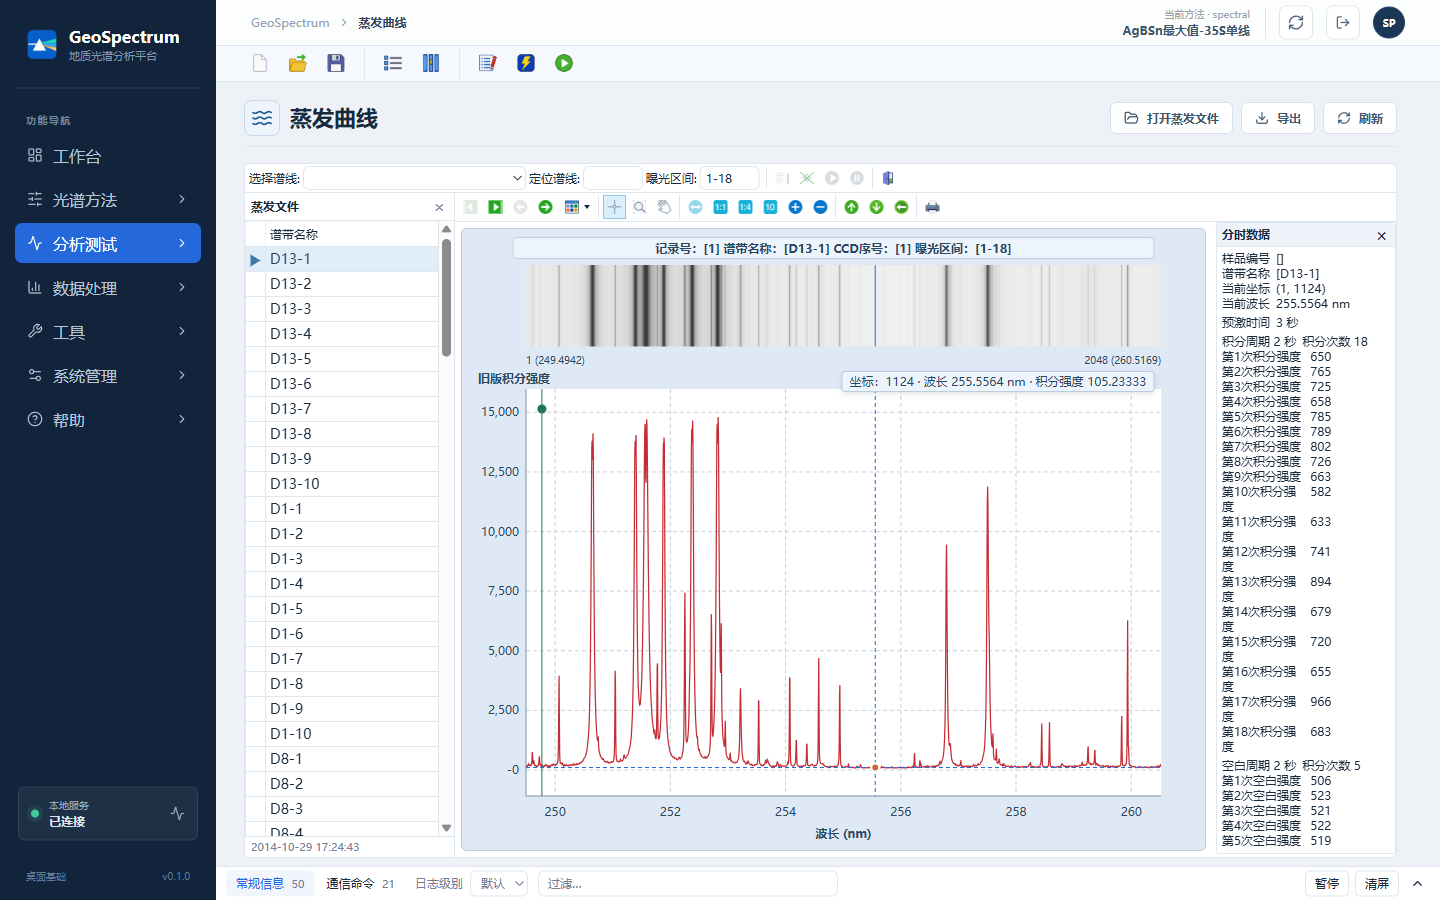 GeoSpectrum
地质光谱分析平台
功能导航
工作台
光谱方法
分析测试
数据处理
工具
系统管理
帮助
本地服务
已连接
桌面基础
v0.1.0
GeoSpectrum
蒸发曲线
当前方法 · spectral
AgBSn最大值-35S单线
SP
蒸发曲线
打开蒸发文件
导出
刷新
选择谱线:
定位谱线:
曝光区间:
1-18
蒸发文件
谱带名称
D13-1
D13-2
D13-3
D13-4
D13-5
D13-6
D13-7
D13-8
D13-9
D13-10
D1-1
D1-2
D1-3
D1-4
D1-5
D1-6
D1-7
D1-8
D1-9
D1-10
D8-1
D8-2
D8-3
D8-4
2014-10-29 17:24:43
1:1
1:4
10
记录号：[1] 谱带名称：[D13-1] CCD序号：[1] 曝光区间：[1-18]
1 (249.4942)
2048 (260.5169)
旧版积分强度
坐标：1124 · 波长 255.5564 nm · 积分强度 105.23333
15,000
12,500
10,000
7,500
5,000
2,500
-0
250
252
254
256
258
260
波长 (nm)
分时数据
样品编号 []
谱带名称 [D13-1]
当前坐标 (1, 1124)
当前波长 255.5564 nm
预激时间 3 秒
积分周期 2 秒 积分次数 18
第1次积分强度 650
第2次积分强度 765
第3次积分强度 725
第4次积分强度 658
第5次积分强度 785
第6次积分强度 789
第7次积分强度 802
第8次积分强度 726
第9次积分强度 663
第10次积分强 582
度
第11次积分强 633
度
第12次积分强 741
度
第13次积分强 894
度
第14次积分强 679
度
第15次积分强 720
度
第16次积分强 655
度
第17次积分强 966
度
第18次积分强 683
度
空白周期 2 秒 积分次数 5
第1次空白强度 506
第2次空白强度 523
第3次空白强度 521
第4次空白强度 522
第5次空白强度 519
常规信息 50
通信命令 21
日志级别
默认
过滤...
暂停
清屏